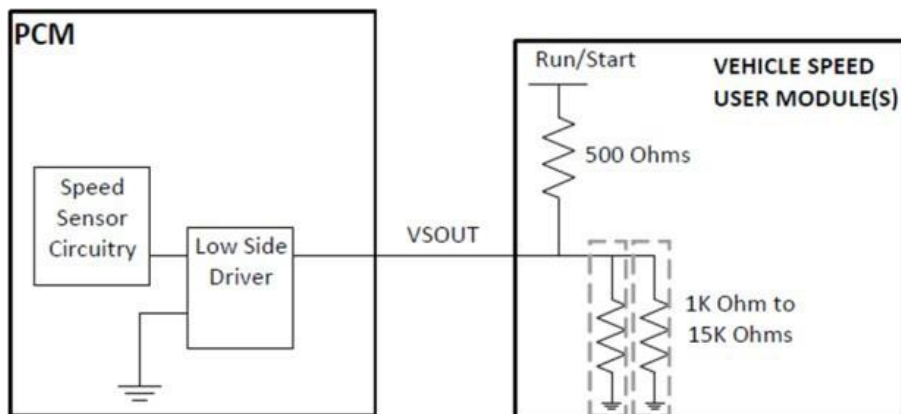 PCM
Run/Start
VEHICLE SPEED
USER MODULE(S)
500 Ohms
Speed
Sensor
Circuitry
Low Side
Driver
VSOUT
1K Ohm to
15K Ohms